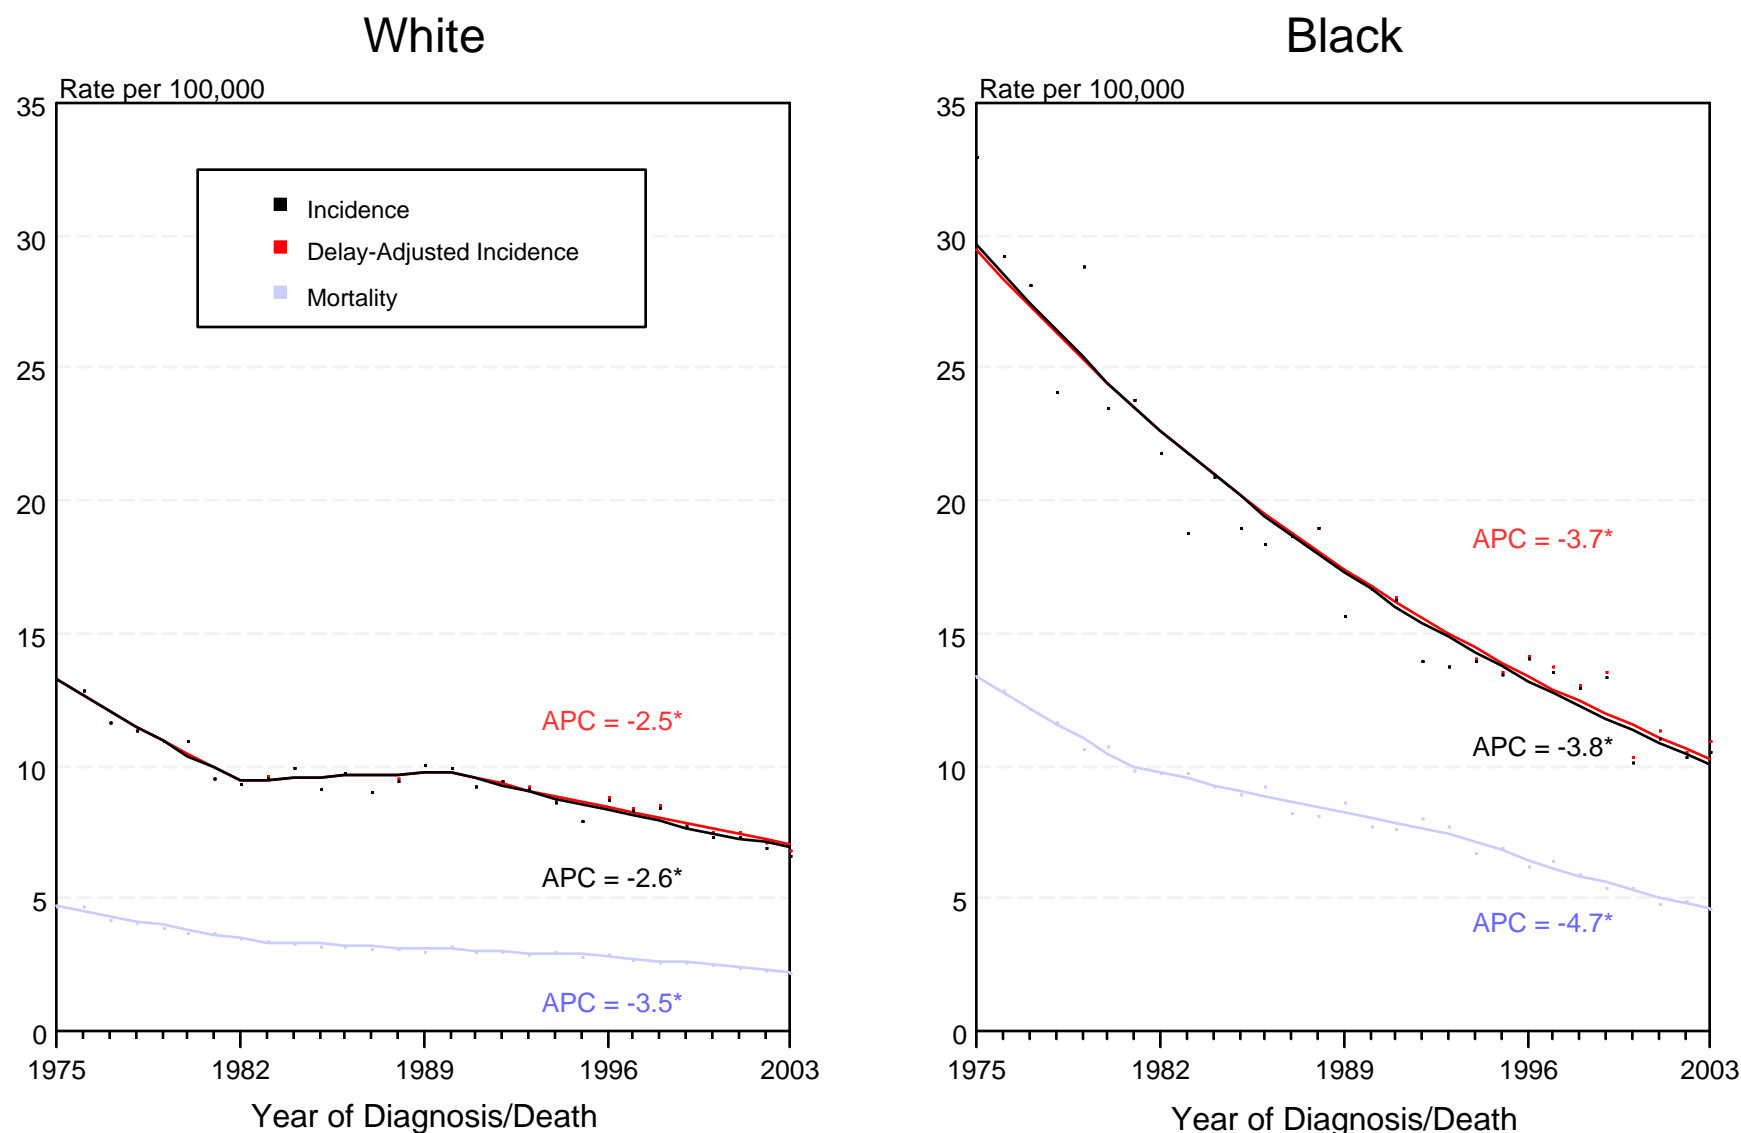 White
Rate per 100,000
35
30
25
20
15
10
5
0
Incidence
Delay-Adjusted Incidence
Mortality
APC = -2.5*
APC = -2.6*
APC = -3.5*
1975 1982 1989 1996 2003
Year of Diagnosis/Death
Black
Rate per 100,000
35
30
25
20
15
10
5
0
APC = -3.7*
APC = -3.8*
APC = -4.7*
1975 1982 1989 1996 2003
Year of Diagnosis/Death